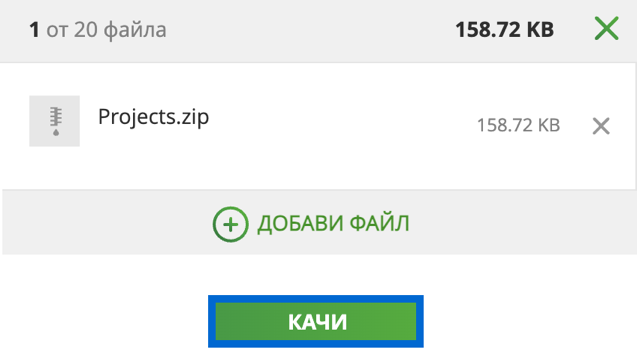 1 от 20 файла 158.72 KB
Projects.zip 158.72 KB
ДОБАВИ ФАЙЛ
КАЧИ